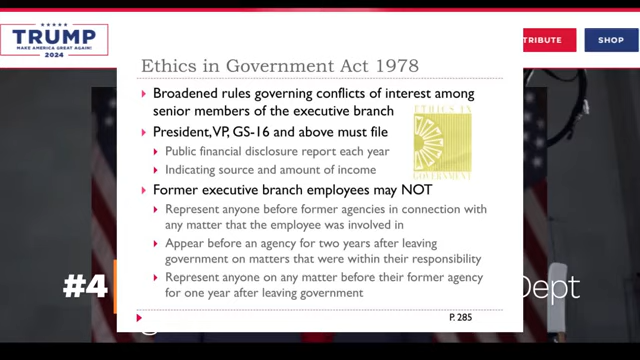 ★★★★★
TRUMP
MAKE AMERICA GREAT AGAIN!
2024
TRIBUTE
SHOP
Ethics in Government Act 1978
Broadened rules governing conflicts of interest among
senior members of the executive branch
President, VP, GS-16 and above must file
Public financial disclosure report each year
Indicating source and amount of income
Former executive branch employees may NOT
Represent anyone before former agencies in connection with
any matter that the employee was involved in
Appear before an agency for two years after leaving
government on matters that were within their responsibility
Represent anyone on any matter before their former agency
for one year after leaving government
ETHICS IN
GOVERNMENT
#4
Dept
P. 285